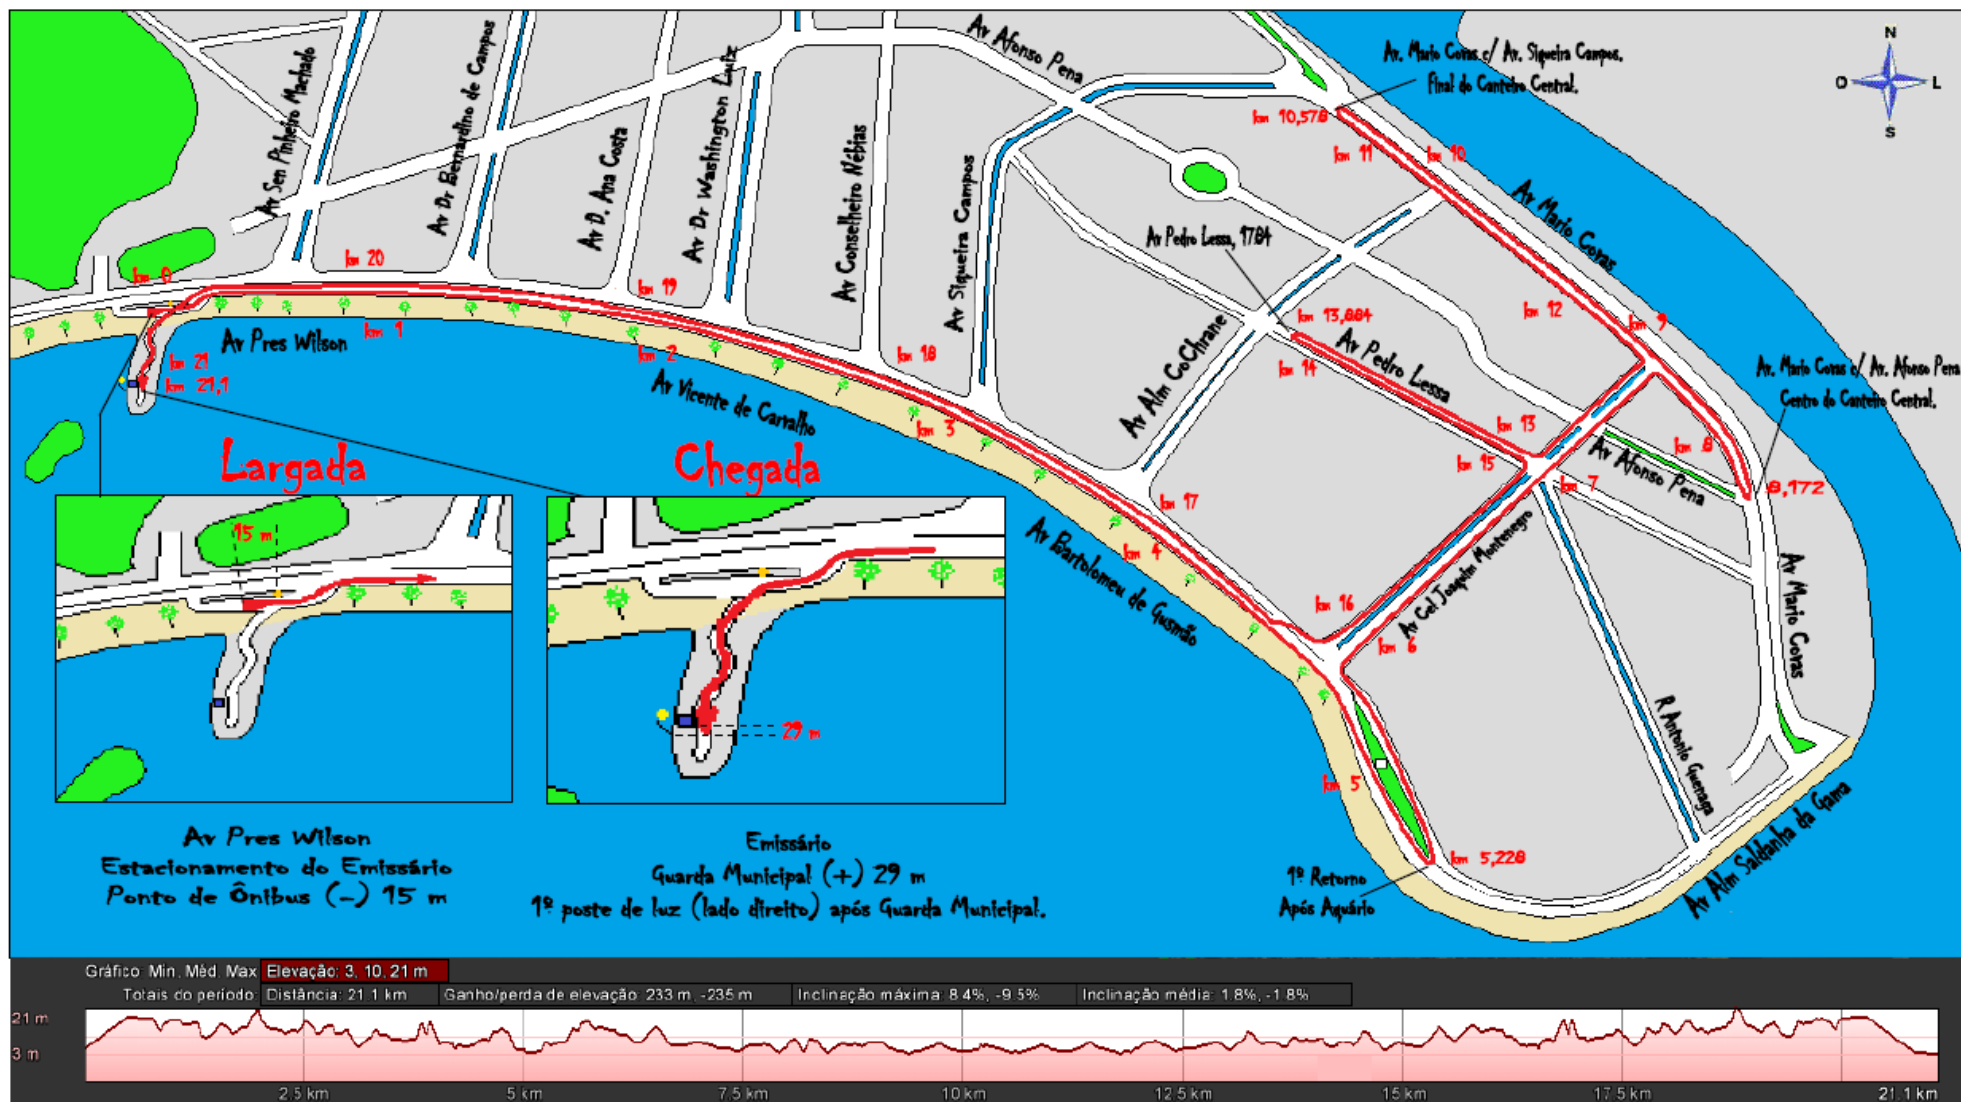 Av Afonso Pena
Av. Mario Covas c/ Av. Siqueira Campos.
Final do Canteiro Central.
N
O
L
S
Av Sen Pinheiro Machado
Av Dr Bernardino de Campos
Av D. Ana Costa
Av Dr Washington Luiz
Av Conselheiro Nébias
Av Siqueira Campos
km 10,578
km 11
km 10
Av Mario Covas
Av Pedro Lessa, 1784
km 0
km 20
km 19
km 18
km 1
km 2
km 3
km 21
km 21,1
Av Pres Wilson
Av Vicente de Carvalho
Av Alm CoChrane
km 13,884
km 14
Av Pedro Lessa
km 12
km 9
km 13
km 15
Av. Mario Covas c/ Av. Afonso Pena
Centro do Canteiro Central.
km 8
8,172
Av Afonso Pena
km 7
km 17
km 4
Av Bartolomeu de Gusmão
km 16
Av Cel Joaquim Montenegro
km 6
Av Mario Covas
R Antonio Guenaga
km 5
km 5,228
1º Retorno
Após Aquário
Av Alm Saldanha da Gama
Largada
15 m
Av Pres Wilson
Estacionamento do Emissário
Ponto de Ônibus (-) 15 m
Chegada
29 m
Emissário
Guarda Municipal (+) 29 m
1º poste de luz (lado direito) após Guarda Municipal.
Gráfico: Min, Méd, Max Elevação: 3, 10, 21 m
Totais do período: Distância: 21.1 km Ganho/perda de elevação: 233 m, -235 m Inclinação máxima: 8.4%, -9.5% Inclinação média: 1.8%, -1.8%
21 m
3 m
2.5 km 5 km 7.5 km 10 km 12.5 km 15 km 17.5 km 21.1 km